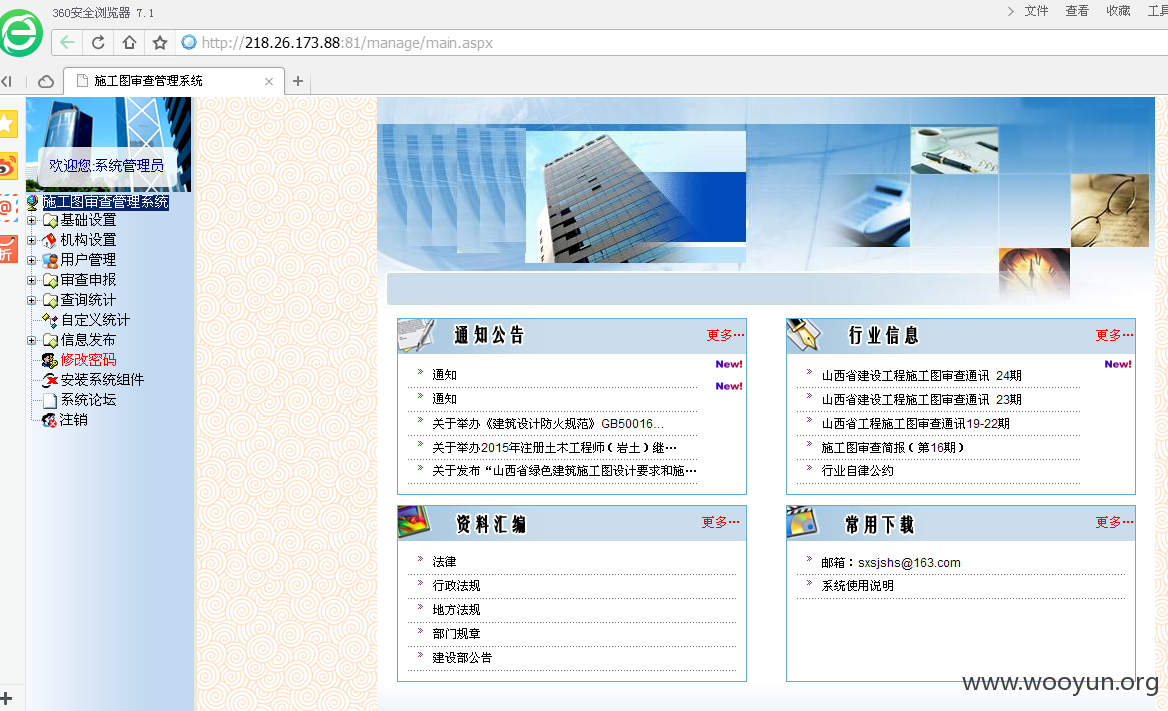 360安全浏览器 7.1
文件 查看 收藏 工具
http://218.26.173.88:81/manage/main.aspx
施工图审查管理系统
欢迎您:系统管理员
施工图审查管理系统
基础设置
机构设置
用户管理
审查申报
查询统计
自定义统计
信息发布
修改密码
安装系统组件
系统论坛
注销
折
通知公告 更多…
New!
通知
New!
通知
关于举办《建筑设计防火规范》GB50016...
关于举办2015年注册土木工程师（岩土）继…
关于发布“山西省绿色建筑施工图设计要求和施…
行业信息 更多…
New!
山西省建设工程施工图审查通讯 24期
山西省建设工程施工图审查通讯 23期
山西省工程施工图审查通讯19-22期
施工图审查简报（第16期）
行业自律公约
资料汇编 更多…
法律
行政法规
地方法规
部门规章
建设部公告
常用下载 更多…
邮箱：sxsjshs@163.com
系统使用说明
www.wooyun.org